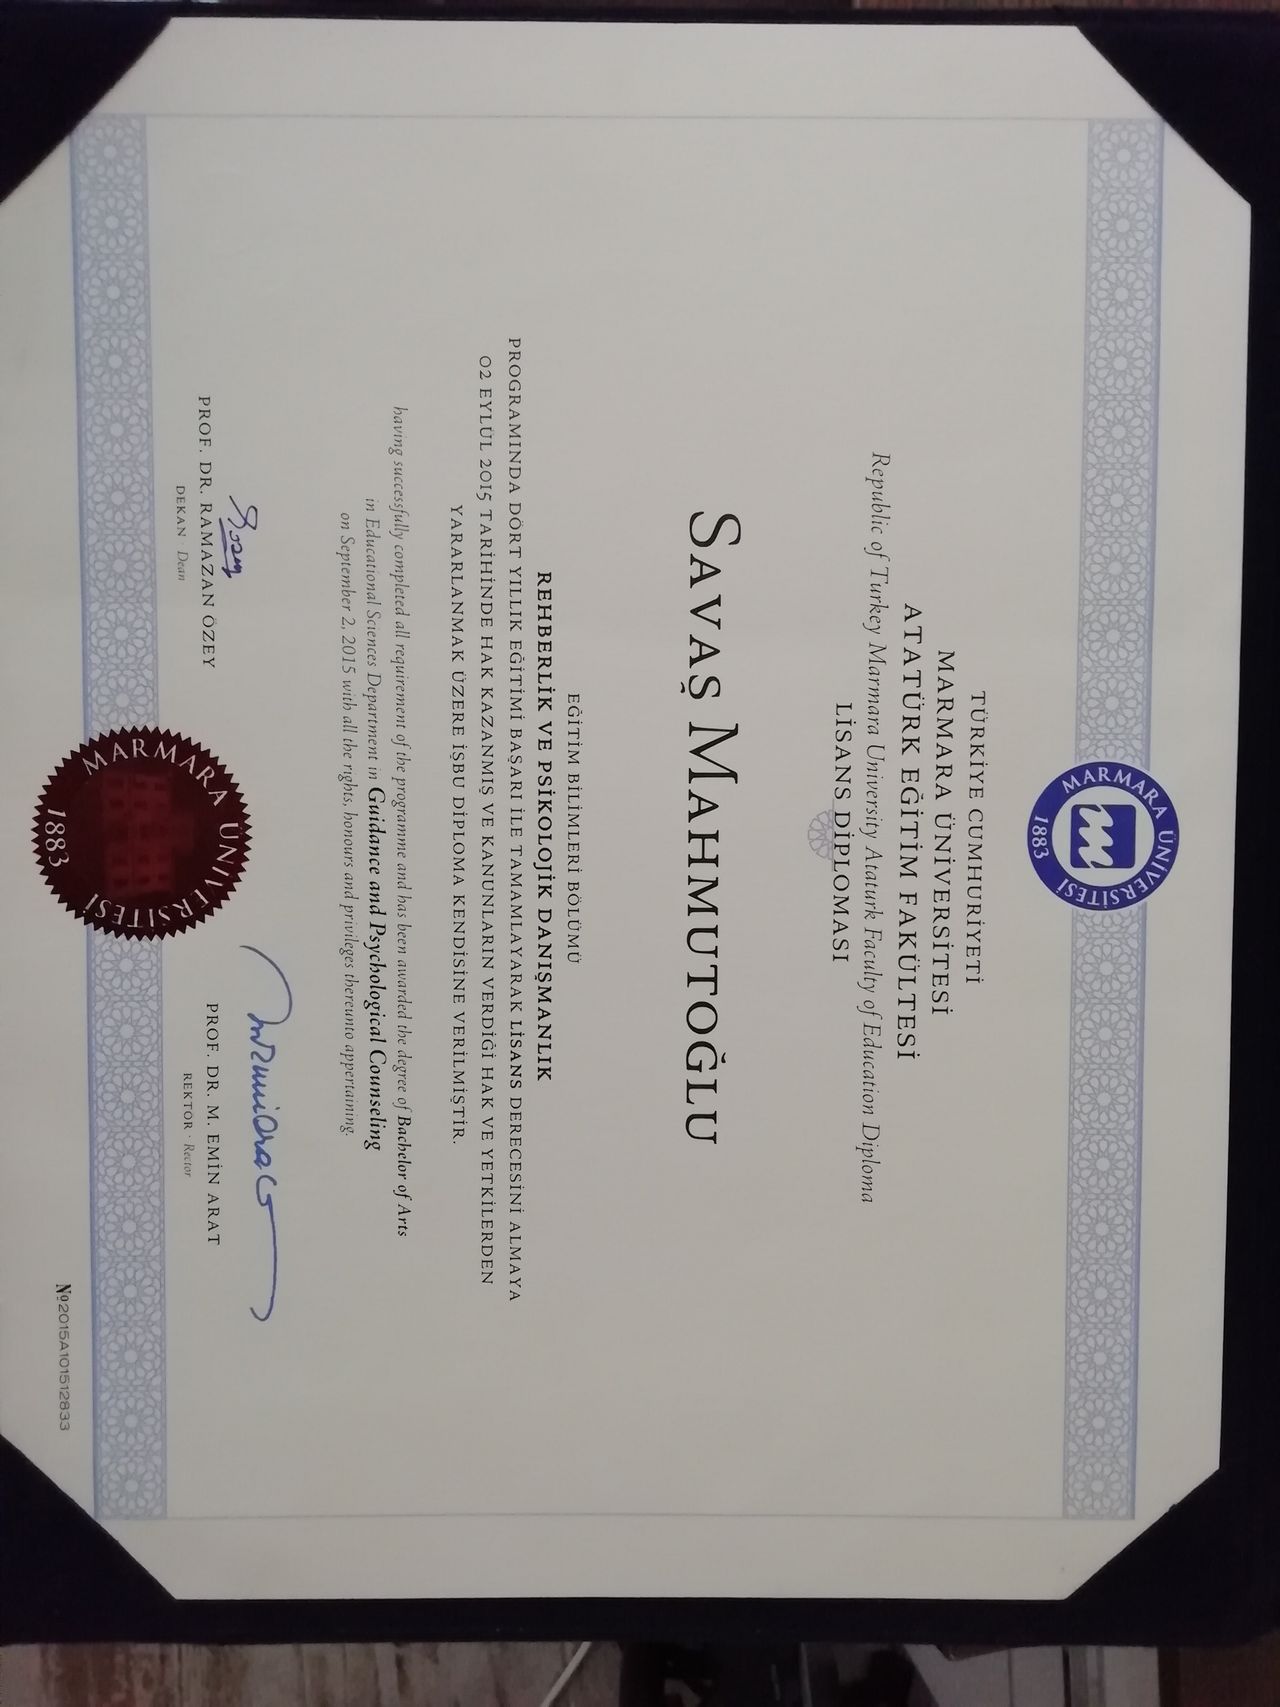 MARMARA ÜNİVERSİTESİ
1883
TÜRKİYE CUMHURİYETİ
MARMARA ÜNİVERSİTESİ
ATATÜRK EĞİTİM FAKÜLTESİ
Republic of Turkey Marmara University Ataturk Faculty of Education Diploma
LİSANS DİPLOMASI
SAVAŞ MAHMUTOĞLU
EĞİTİM BİLİMLERİ BÖLÜMÜ
REHBERLİK VE PSİKOLOJİK DANIŞMANLIK
PROGRAMINDA DÖRT YILLIK EĞİTİMİ BAŞARI İLE TAMAMLAYARAK LİSANS DERECESİNİ ALMAYA
02 EYLÜL 2015 TARİHİNDE HAK KAZANMIŞ VE KANUNLARIN VERDİĞİ HAK VE YETKİLERDEN
YARARLANMAK ÜZERE İŞBU DİPLOMA KENDİSİNE VERİLMİŞTİR.
having successfully completed all requirement of the programme and has been awarded the degree of Bachelor of Arts
in Educational Sciences Department in Guidance and Psychological Counseling
on September 2, 2015 with all the rights, honours and privileges thereunto appertaining.
PROF. DR. RAMAZAN ÖZEY
DEKAN · Dean
MARMARA ÜNİVERSİTESİ
1883
PROF. DR. M. EMİN ARAT
REKTÖR · Rector
№2015A101512833